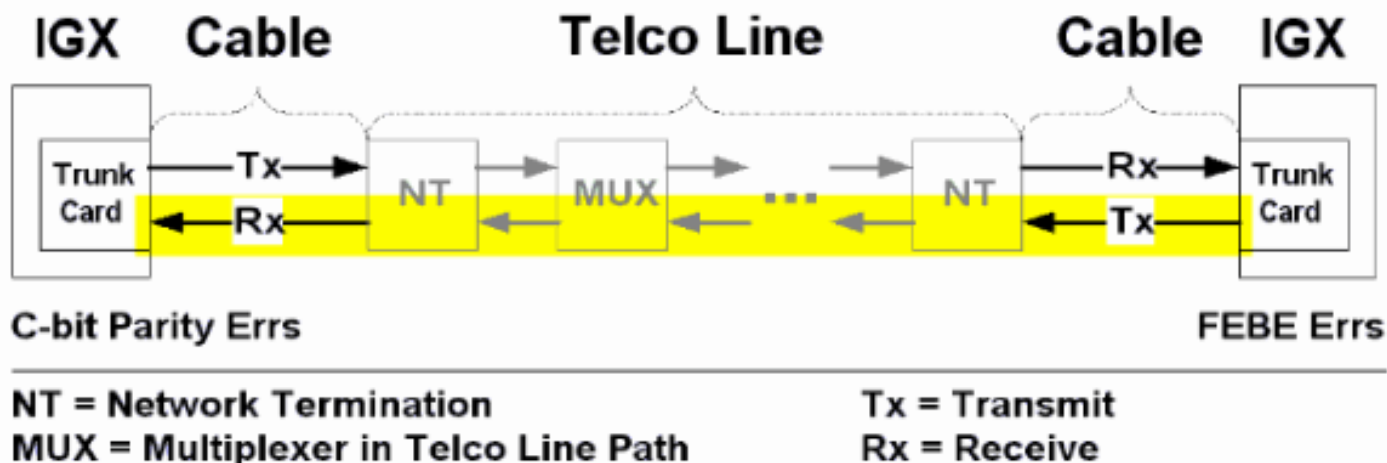 IGX Cable Telco Line Cable IGX
Trunk Card Tx NT MUX ... NT Rx Trunk Card
Rx Tx
C-bit Parity Errs FEBE Errs
NT = Network Termination Tx = Transmit
MUX = Multiplexer in Telco Line Path Rx = Receive